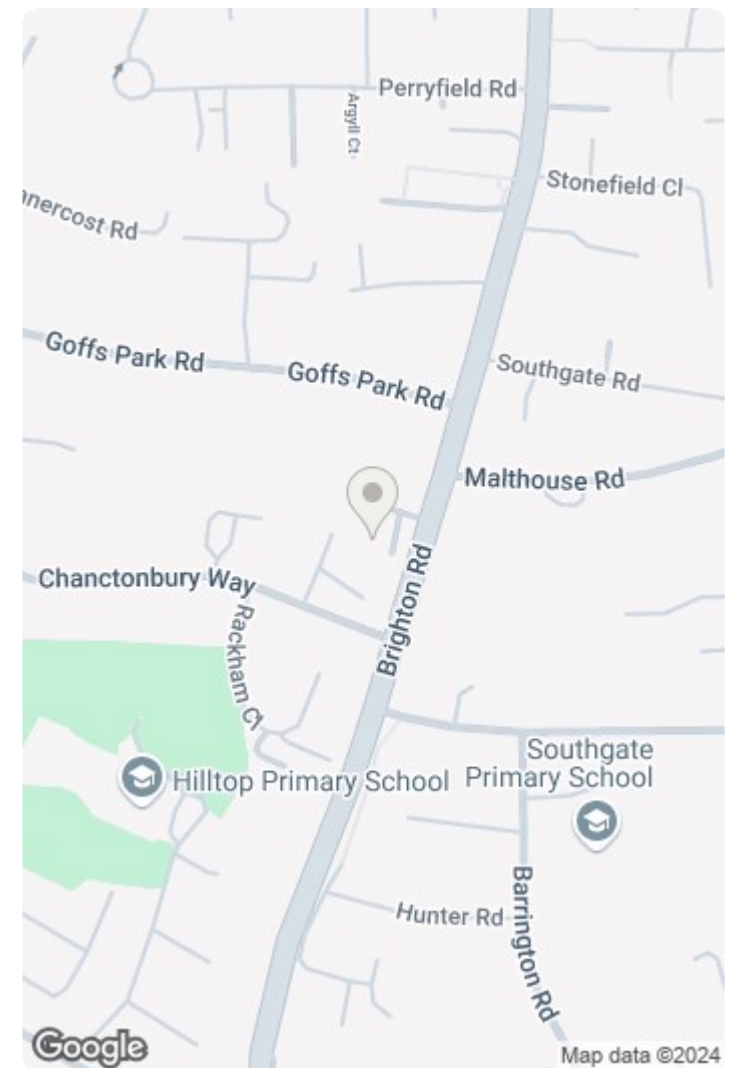 Perryfield Rd
Argyll Ct
Stonefield Cl
nnercost Rd
Goffs Park Rd
Goffs Park Rd
Southgate Rd
Malthouse Rd
Chanctonbury Way
Brighton Rd
Rackham Cl
Southgate
Primary School
Hilltop Primary School
Hunter Rd
Barrington Rd
Google
Map data ©2024